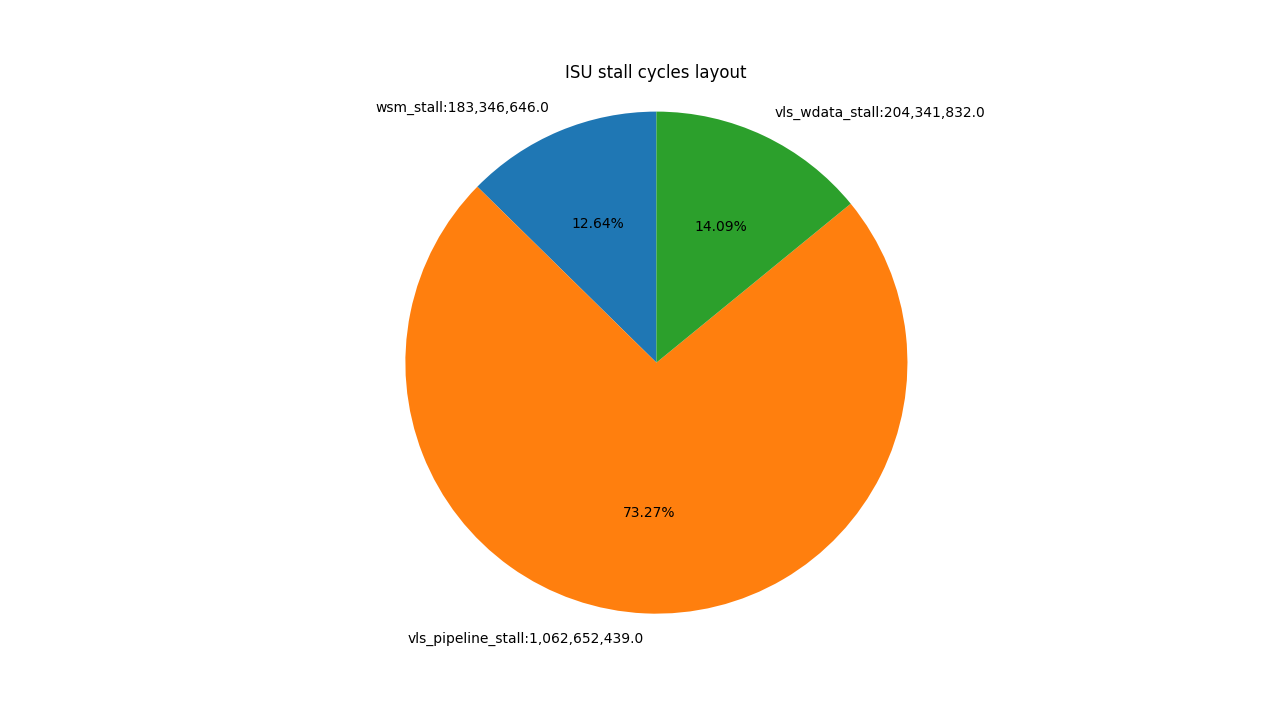 ISU stall cycles layout
wsm_stall:183,346,646.0
vls_wdata_stall:204,341,832.0
12.64%
14.09%
73.27%
vls_pipeline_stall:1,062,652,439.0